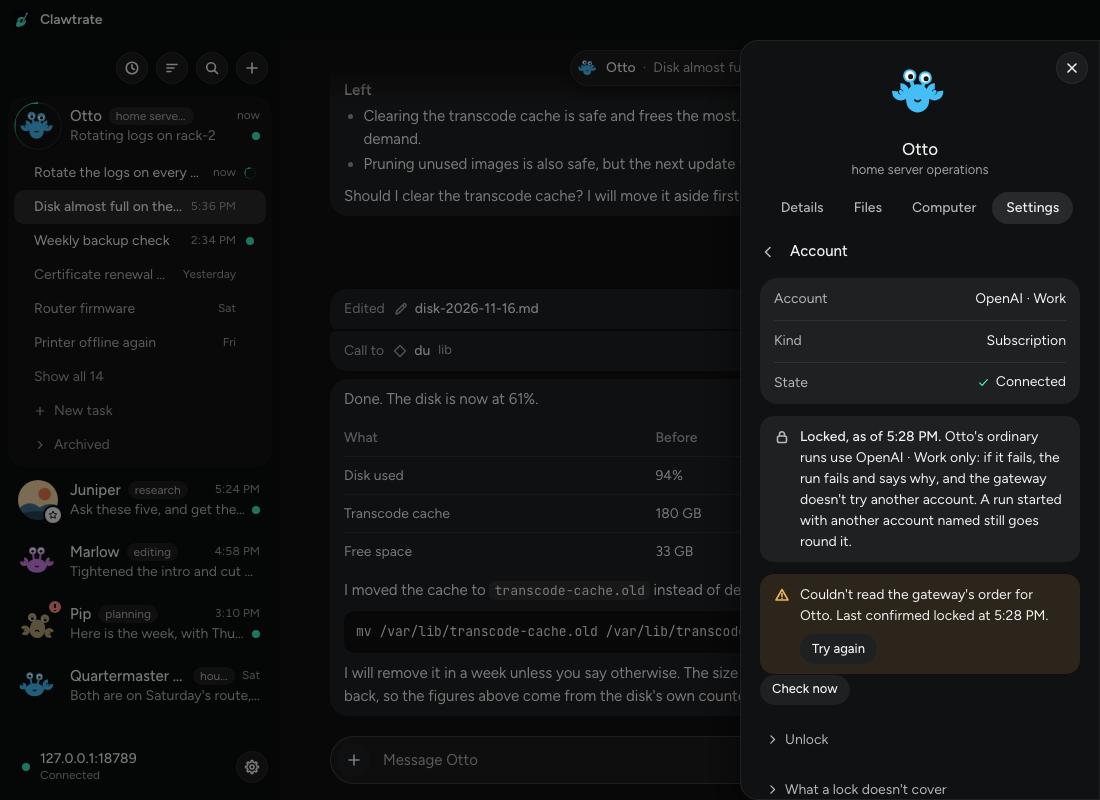 Clawtrate
Otto home serve... now
Rotating logs on rack-2
Rotate the logs on every ... now
Disk almost full on the... 5:36 PM
Weekly backup check 2:34 PM
Certificate renewal ... Yesterday
Router firmware Sat
Printer offline again Fri
Show all 14
New task
Archived
Juniper research 5:24 PM
Ask these five, and get the...
Marlow editing 4:58 PM
Tightened the intro and cut ...
Pip planning 3:10 PM
Here is the week, with Thu...
Quartermaster ... hou... Sat
Both are on Saturday's route,...
127.0.0.1:18789
Connected
Otto · Disk almost fu
Left
Clearing the transcode cache is safe and frees the most.
demand.
Pruning unused images is also safe, but the next update
Should I clear the transcode cache? I will move it aside first
Edited disk-2026-11-16.md
Call to du lib
Done. The disk is now at 61%.
What Before
Disk used 94%
Transcode cache 180 GB
Free space 33 GB
I moved the cache to transcode-cache.old instead of de
mv /var/lib/transcode-cache.old /var/lib/transcod
I will remove it in a week unless you say otherwise. The size
back, so the figures above come from the disk's own count
Message Otto
Otto
home server operations
Details Files Computer Settings
Account
Account OpenAI · Work
Kind Subscription
State Connected
Locked, as of 5:28 PM. Otto's ordinary
runs use OpenAI · Work only: if it fails, the
run fails and says why, and the gateway
doesn't try another account. A run started
with another account named still goes
round it.
Couldn't read the gateway's order for
Otto. Last confirmed locked at 5:28 PM.
Try again
Check now
Unlock
What a lock doesn't cover